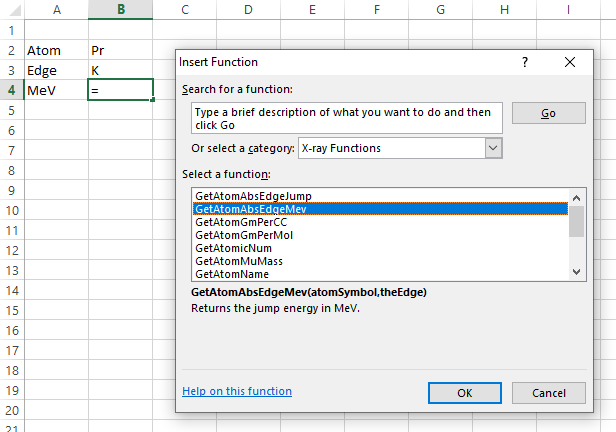 A B C D E F G H I
1
2 Atom Pr
3 Edge K
4 MeV =
5
6
7
8
9
10
11
12
13
14
15
16
17
18
19
20
21
Insert Function
? ×
Search for a function:
Type a brief description of what you want to do and then
click Go
Go
Or select a category: X-ray Functions
Select a function:
GetAtomAbsEdgeJump
GetAtomAbsEdgeMev
GetAtomGmPerCC
GetAtomGmPerMol
GetAtomicNum
GetAtomMuMass
GetAtomName
GetAtomAbsEdgeMev(atomSymbol,theEdge)
Returns the jump energy in MeV.
Help on this function
OK Cancel